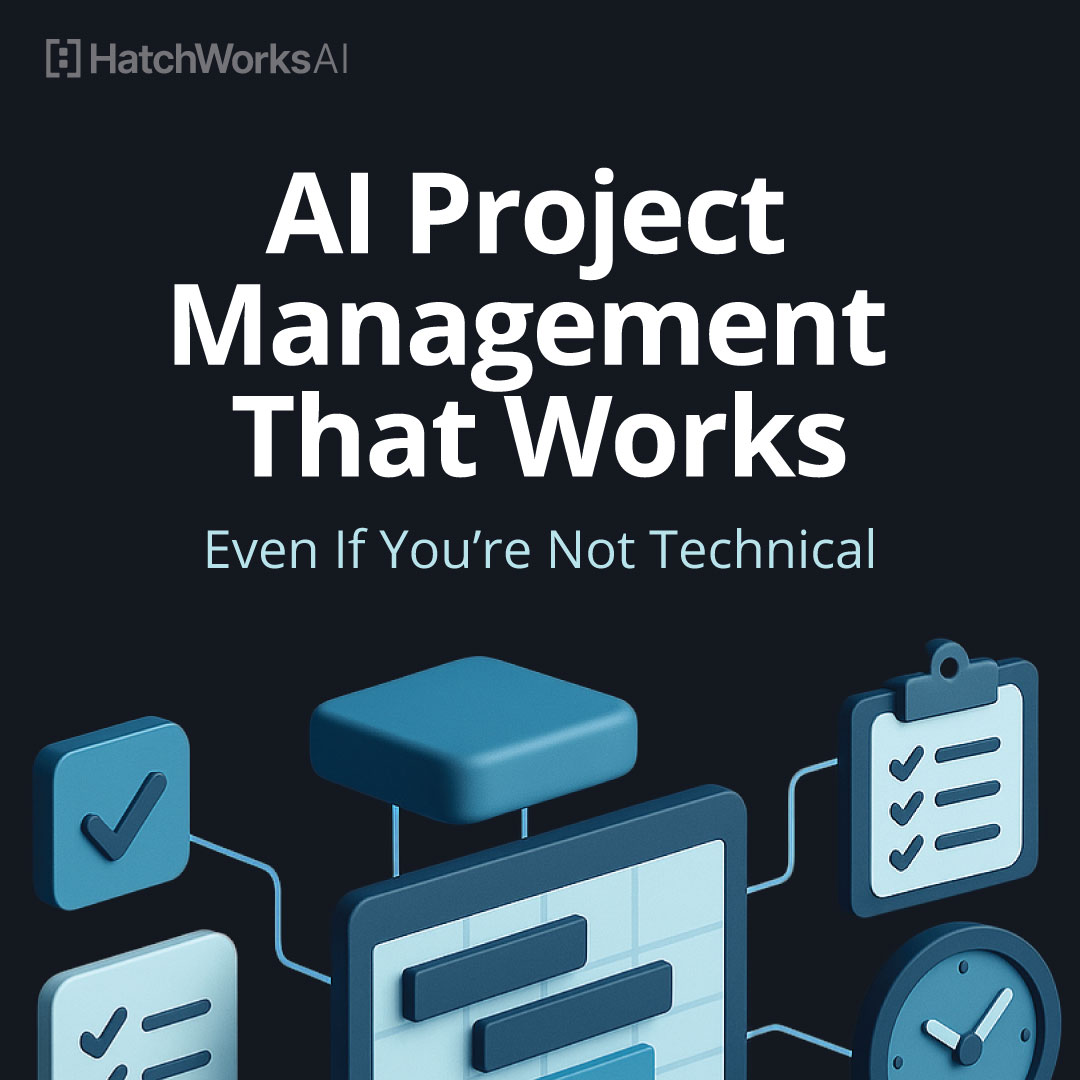 HatchWorksAI
AI Project
Management
That Works
Even If You’re Not Technical